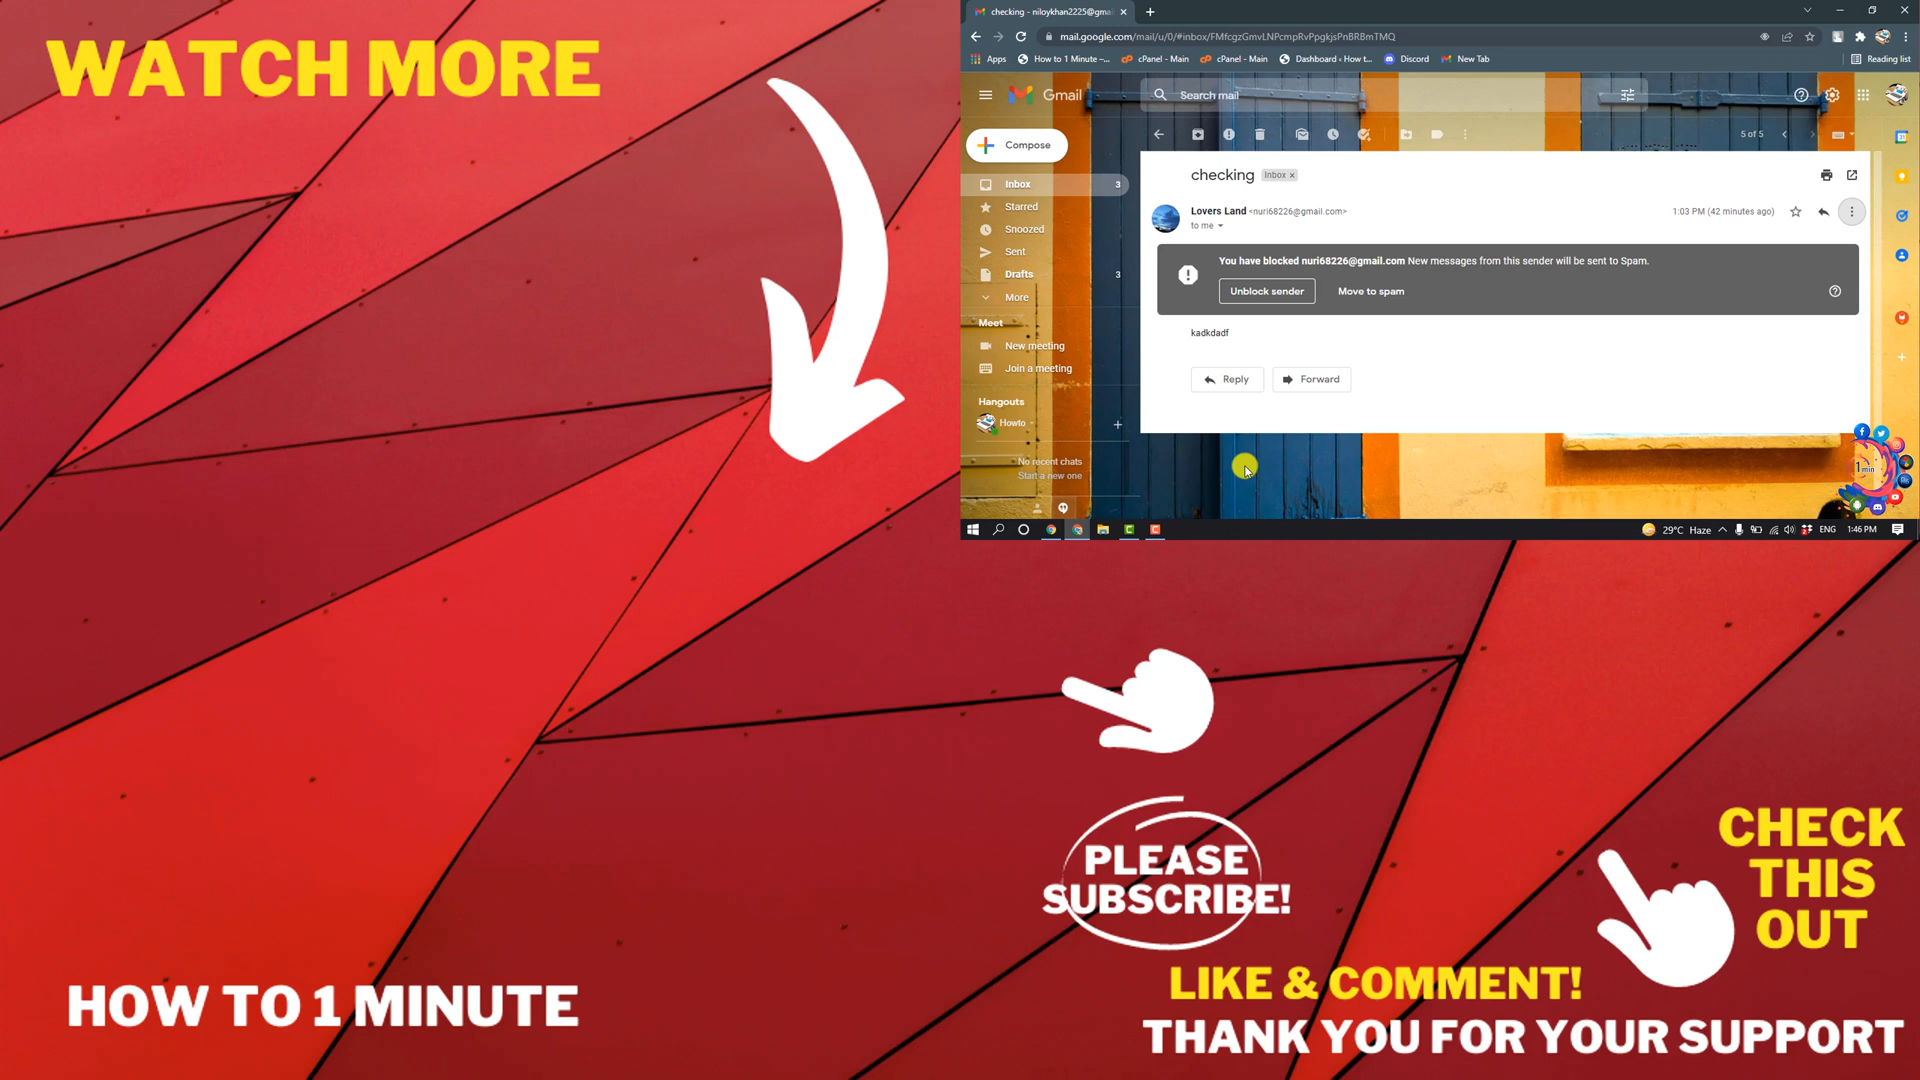 WATCH MORE
checking - niloykhan2225@gma
mail.google.com/mail/u/0/#inbox/FMfcgzGmvLNPcmpRvPpgkjsPnBRBmTMQ
Apps
How to 1 Minute –...
cPanel - Main
cPanel - Main
Dashboard ‹ How t...
Discord
New Tab
Reading list
Gmail
Search mail
Compose
5 of 5
Inbox 3
Starred
Snoozed
Sent
Drafts 3
More
Meet
New meeting
Join a meeting
Hangouts
Howto
No recent chats
Start a new one
checking Inbox x
Lovers Land <nuri68226@gmail.com>
1:03 PM (42 minutes ago)
to me
You have blocked nuri68226@gmail.com New messages from this sender will be sent to Spam.
Unblock sender
Move to spam
kadkdadf
Reply
Forward
1 min
29°C Haze
ENG
1:46 PM
PLEASE
SUBSCRIBE!
CHECK
THIS
OUT
HOW TO 1 MINUTE
LIKE & COMMENT!
THANK YOU FOR YOUR SUPPORT